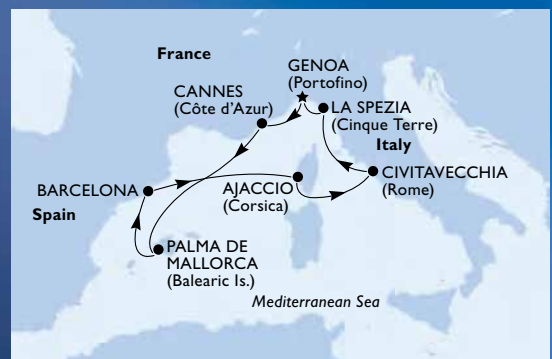 France
GENOA
(Portofino)
CANNES
(Côte d'Azur)
LA SPEZIA
(Cinque Terre)
Italy
CIVITAVECCHIA
(Rome)
BARCELONA
AJACCIO
(Corsica)
Spain
PALMA DE
MALLORCA
(Balearic Is.)
Mediterranean Sea